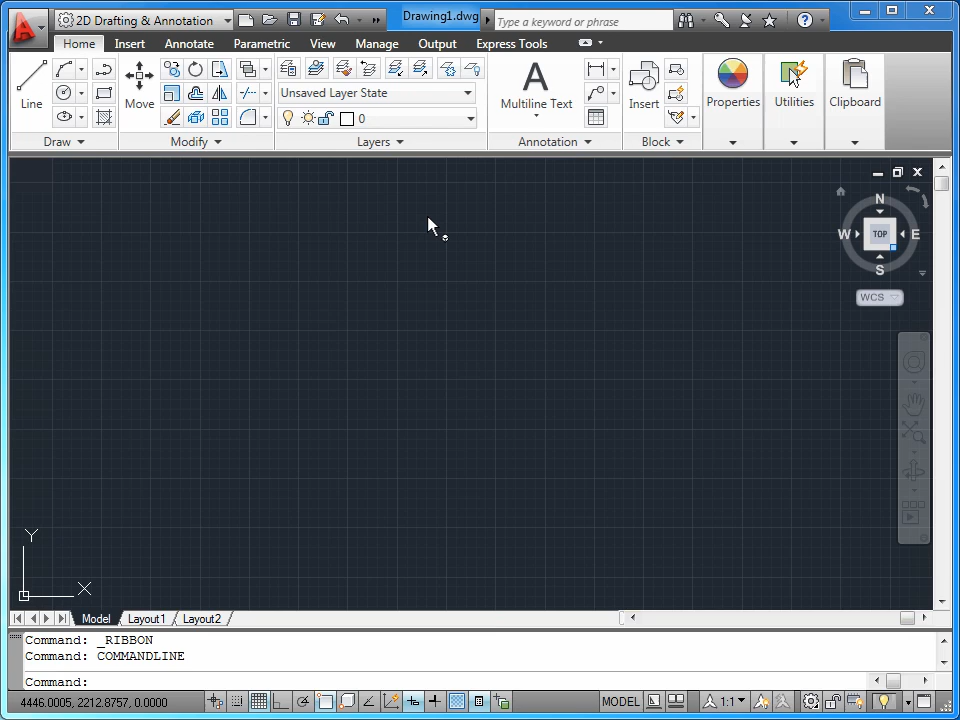 2D Drafting & Annotation
Drawing1.dwg
Type a keyword or phrase
Home Insert Annotate Parametric View Manage Output Express Tools
Line
Move
Unsaved Layer State
0
Multiline Text
Insert
Properties
Utilities
Clipboard
Draw
Modify
Layers
Annotation
Block
N
W
TOP
E
S
WCS
Y
X
Model Layout1 Layout2
Command: _RIBBON
Command: COMMANDLINE
Command:
4446.0005, 2212.8757, 0.0000
MODEL
1:1